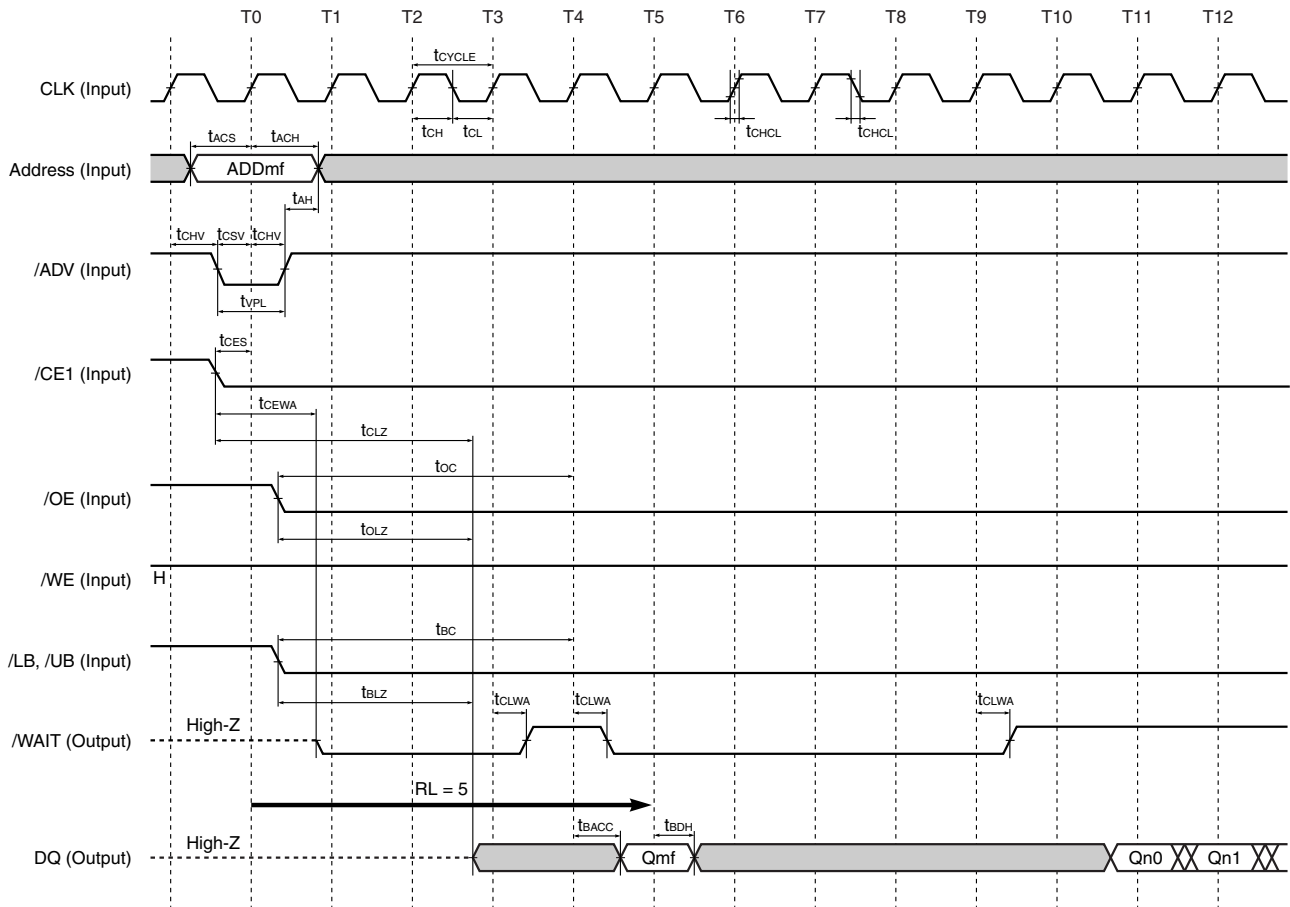 T0 T1 T2 T3 T4 T5 T6 T7 T8 T9 T10 T11 T12
tCYCLE
CLK (Input)
tCH tCL tCHCL tCHCL
tACS tACH
Address (Input) ADDmf
tAH
tCHV tCSV tCHV
/ADV (Input)
tVPL
tCES
/CE1 (Input)
tCEWA
tCLZ
tOC
/OE (Input)
tOLZ
/WE (Input) H
tBC
/LB, /UB (Input)
tBLZ tCLWA tCLWA tCLWA
High-Z
/WAIT (Output)
RL = 5
tBACC tBDH
High-Z
DQ (Output) Qmf Qn0 Qn1